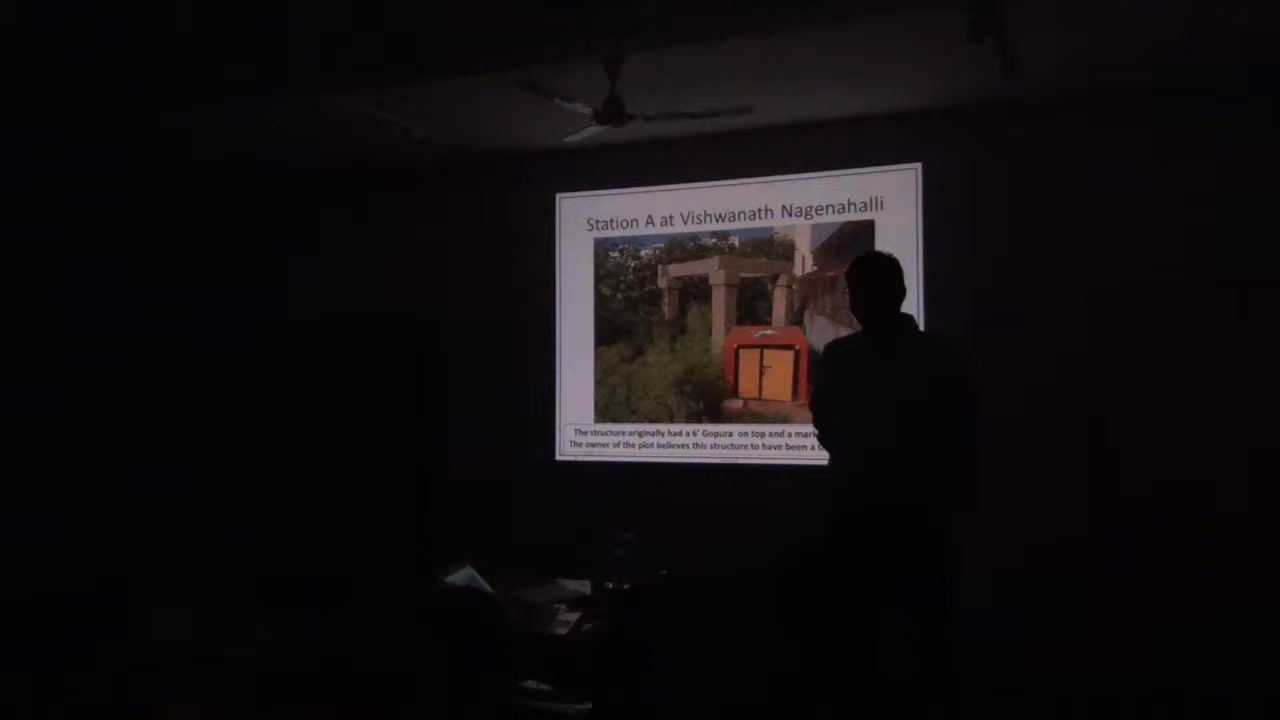 Station A at Vishwanath Nagenahalli
The structure originally had a 6' Gopura on top and a
The owner of the plot believes this structure to have been a